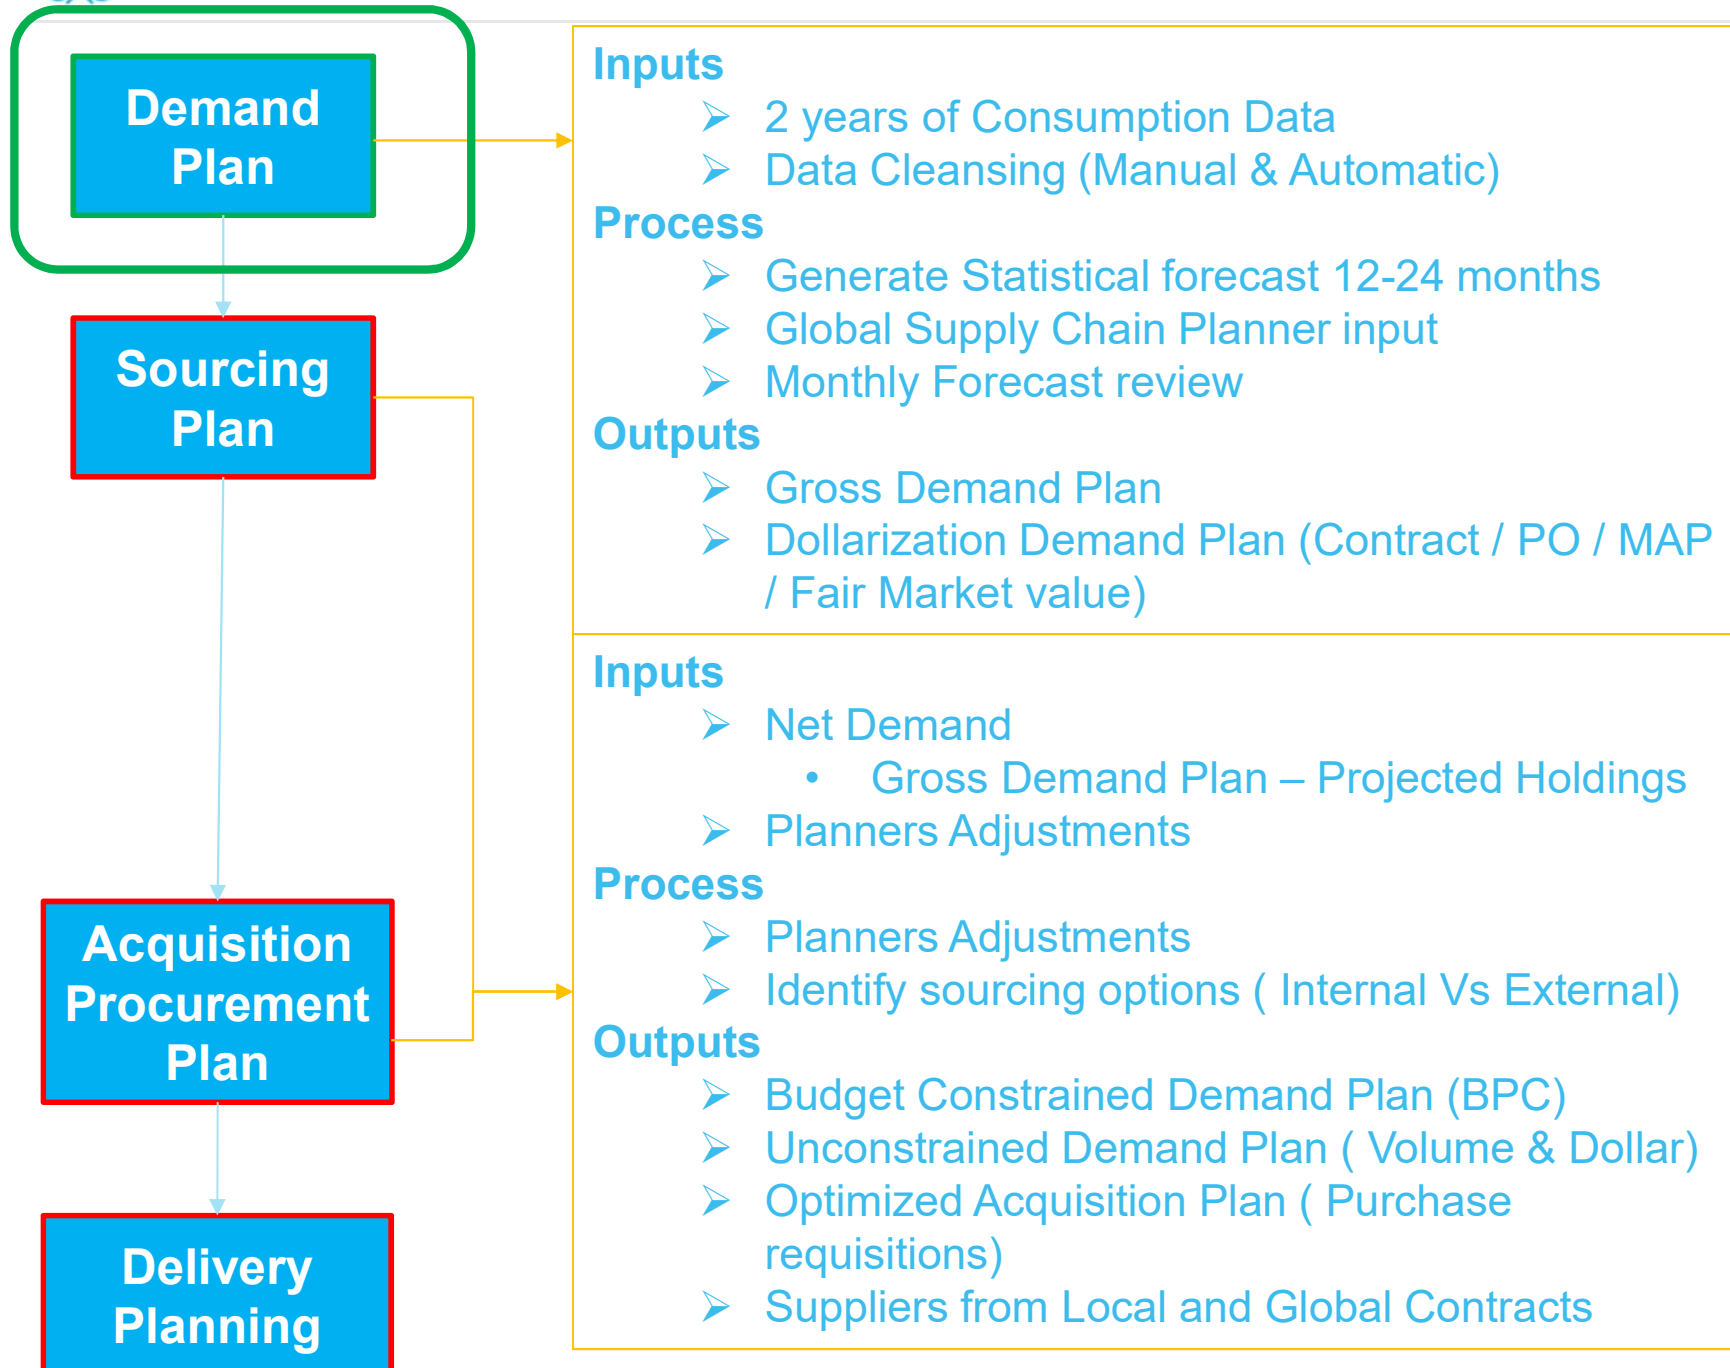 Demand
Plan
Sourcing
Plan
Acquisition
Procurement
Plan
Delivery
Planning
Inputs
➢ 2 years of Consumption Data
➢ Data Cleansing (Manual & Automatic)
Process
➢ Generate Statistical forecast 12-24 months
➢ Global Supply Chain Planner input
➢ Monthly Forecast review
Outputs
➢ Gross Demand Plan
➢ Dollarization Demand Plan (Contract / PO / MAP
/ Fair Market value)
Inputs
➢ Net Demand
• Gross Demand Plan – Projected Holdings
➢ Planners Adjustments
Process
➢ Planners Adjustments
➢ Identify sourcing options ( Internal Vs External)
Outputs
➢ Budget Constrained Demand Plan (BPC)
➢ Unconstrained Demand Plan ( Volume & Dollar)
➢ Optimized Acquisition Plan ( Purchase
requisitions)
➢ Suppliers from Local and Global Contracts